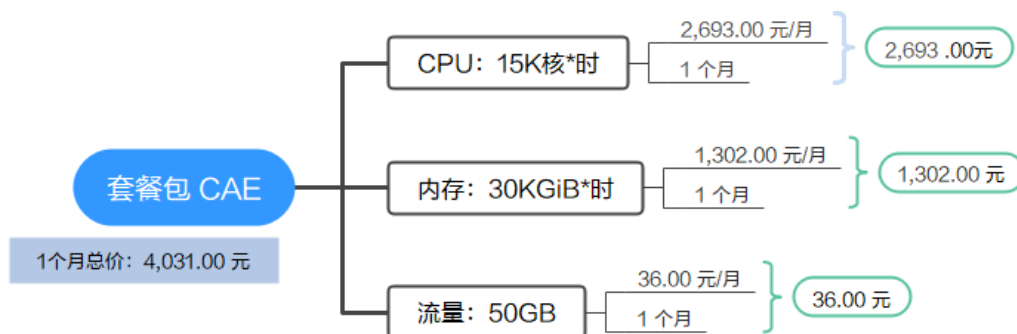 套餐包 CAE
1个月总价：4,031.00 元
CPU：15K核*时
2,693.00 元/月
1 个月
2,693 .00元
内存：30KGiB*时
1,302.00 元/月
1 个月
1,302.00 元
流量：50GB
36.00 元/月
1 个月
36.00 元